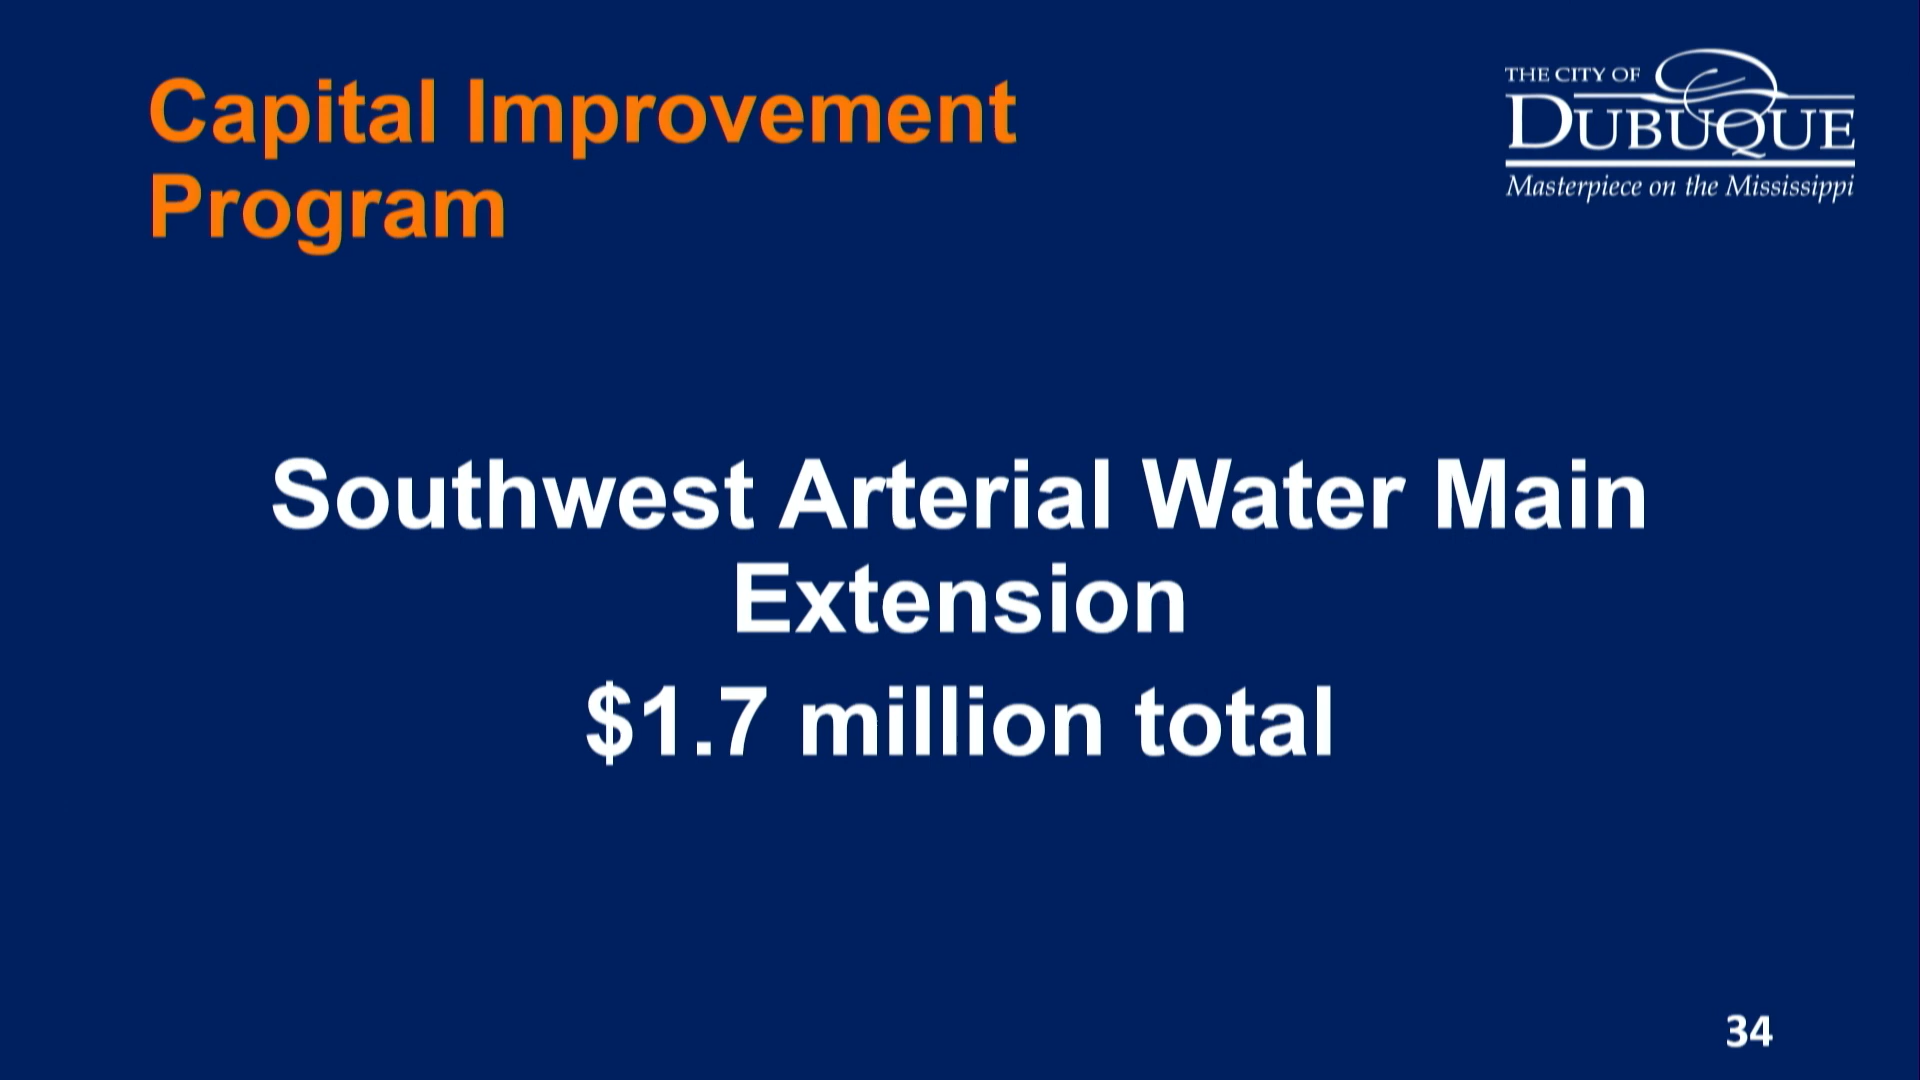 Capital Improvement
Program
THE CITY OF
DUBUQUE
Masterpiece on the Mississippi
Southwest Arterial Water Main
Extension
$1.7 million total
34